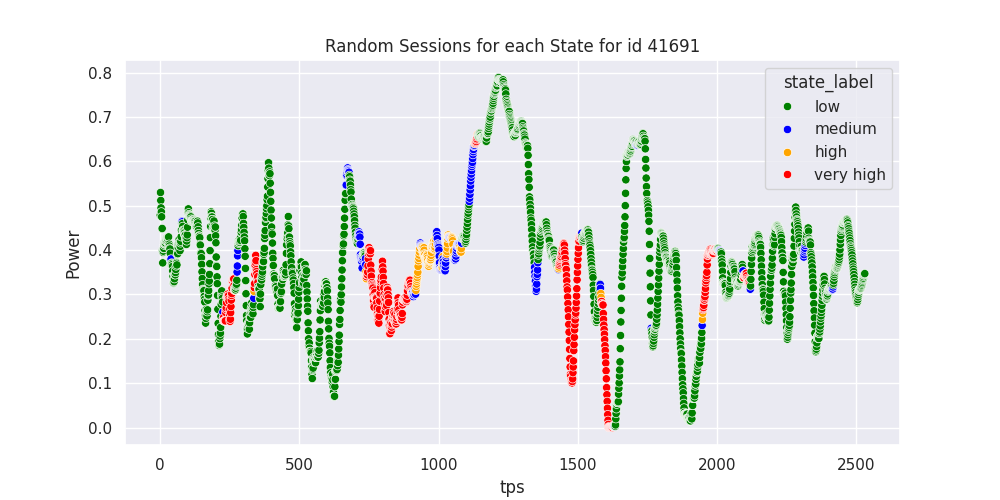 Random Sessions for each State for id 41691
state_label
low
medium
high
very high
Power
0.8
0.7
0.6
0.5
0.4
0.3
0.2
0.1
0.0
0
500
1000
1500
2000
2500
tps